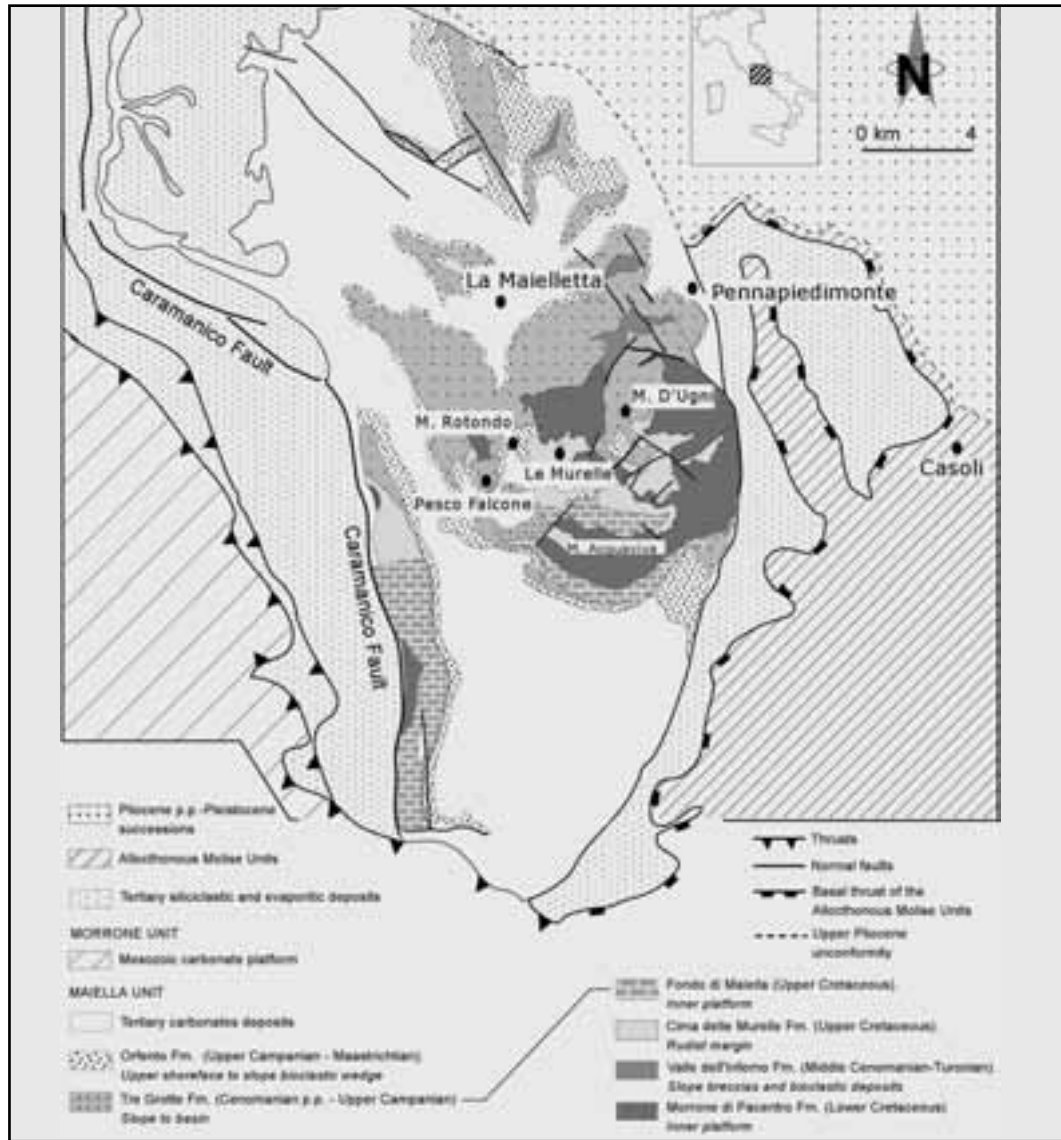 N
0 km 4
La Maielletta
Pennapiedimonte
Caramanico Fault
M. D'Ugni
M. Rotondo
Le Murelle
Casoli
Pesco Falcone
M.
Caramanico Fault
Pliocene p.p.-Pleistocene
successions
Allocthonous Molise Units
Tertiary siliciclastic and evaporitic deposits
MORRONE UNIT
Mesozoic carbonate platform
MAIELLA UNIT
Tertiary carbonates deposits
Orfento Fm. (Upper Campanian - Maastrichtian)
Upper shoreface to slope bioclastic wedge
Tre Grotte Fm. (Cenomanian p.p. - Upper Campanian)
Slope to basin
Thrusts
Normal faults
Basal thrust of the
Allocthonous Molise Units
Upper Pliocene
unconformity
Fondo di Maiella (Upper Cretaceous).
Inner platform
Cima delle Murelle Fm. (Upper Cretaceous).
Rudist margin
Valle dell'Inferno Fm. (Middle Cenomanian-Turonian).
Slope breccias and bioclastic deposits
Morrone di Pacentro Fm. (Lower Cretaceous)
Inner platform